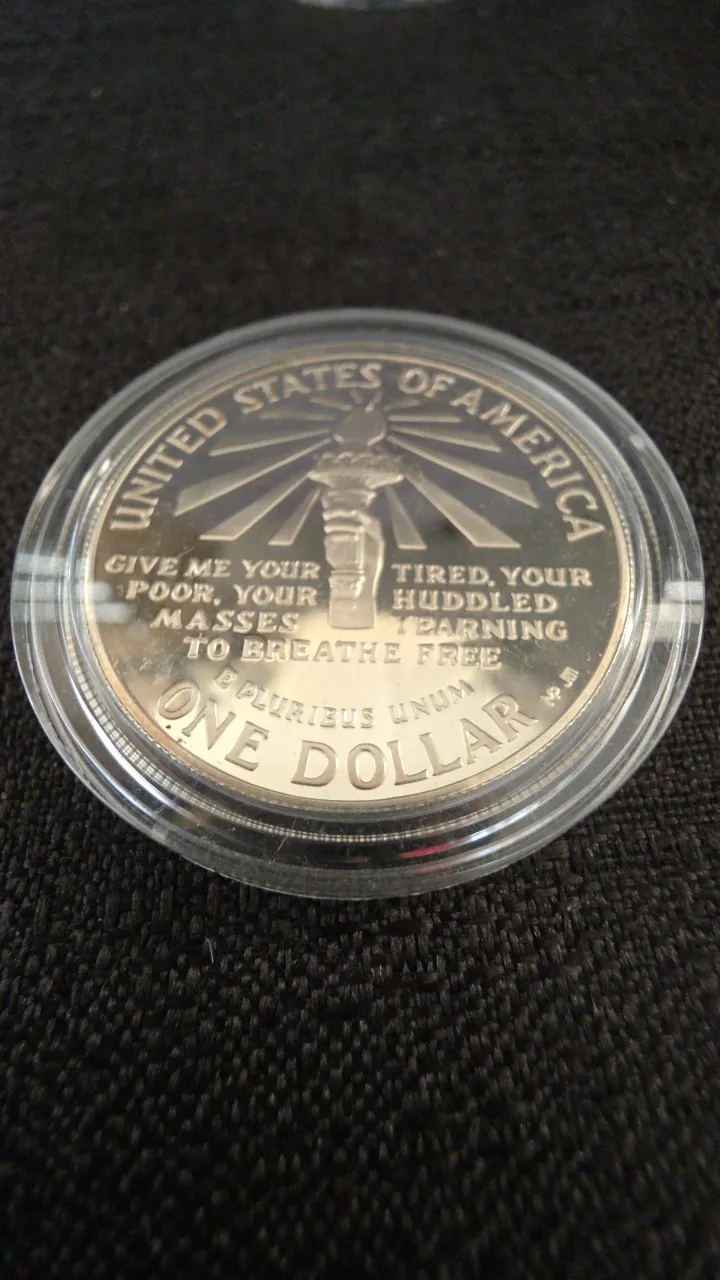 UNITED STATES OF AMERICA
GIVE ME YOUR TIRED, YOUR
POOR, YOUR HUDDLED
MASSES YEARNING
TO BREATHE FREE
E PLURIBUS UNUM
ONE DOLLAR